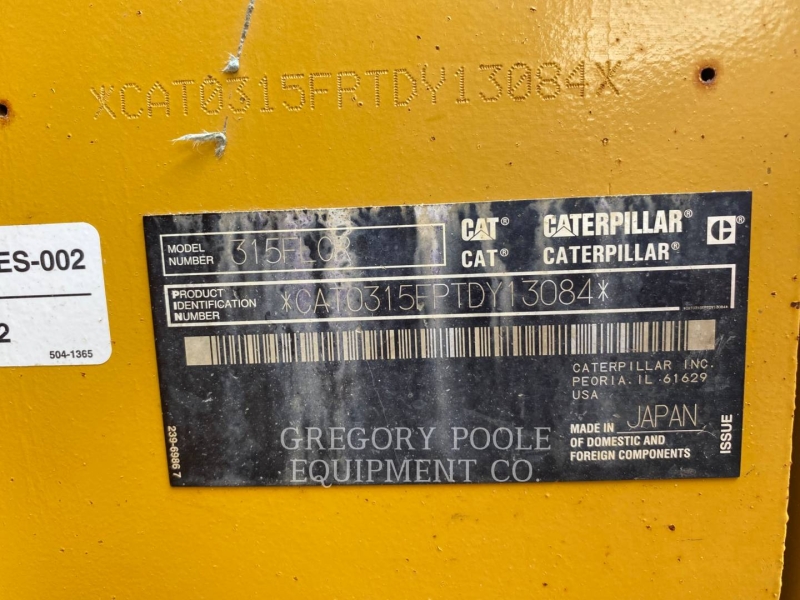 *CAT0315FRTDY13084*
ES-002
2
504-1365
MODEL NUMBER 315FLCR
CAT® CATERPILLAR® C®
CAT® CATERPILLAR®
PRODUCT IDENTIFICATION NUMBER *CAT0315FPTDY13084*
CATERPILLAR INC.
PEORIA, IL 61629
USA
MADE IN JAPAN
OF DOMESTIC AND
FOREIGN COMPONENTS
ISSUE
239-6986 7
GREGORY POOLE
EQUIPMENT CO.